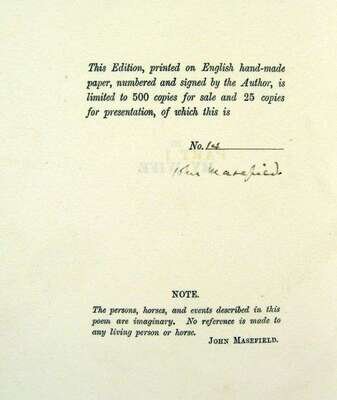 This Edition, printed on English hand-made
paper, numbered and signed by the Author, is
limited to 500 copies for sale and 25 copies
for presentation, of which this is
No.
John Masefield.
NOTE.
The persons, horses, and events described in this
poem are imaginary. No reference is made to
any living person or horse.
JOHN MASEFIELD.